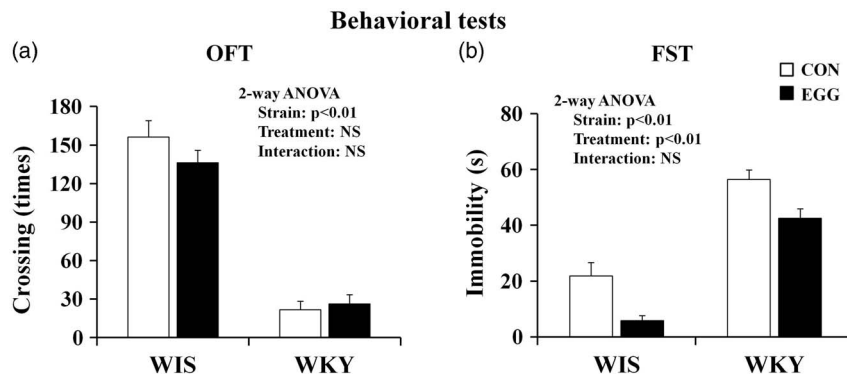 Behavioral tests
(a)
OFT
2-way ANOVA
Strain: p<0.01
Treatment: NS
Interaction: NS
Crossing (times)
180
150
120
90
60
30
0
WIS
WKY
(b)
FST
CON
EGG
2-way ANOVA
Strain: p<0.01
Treatment: p<0.01
Interaction: NS
Immobility (s)
80
60
40
20
0
WIS
WKY